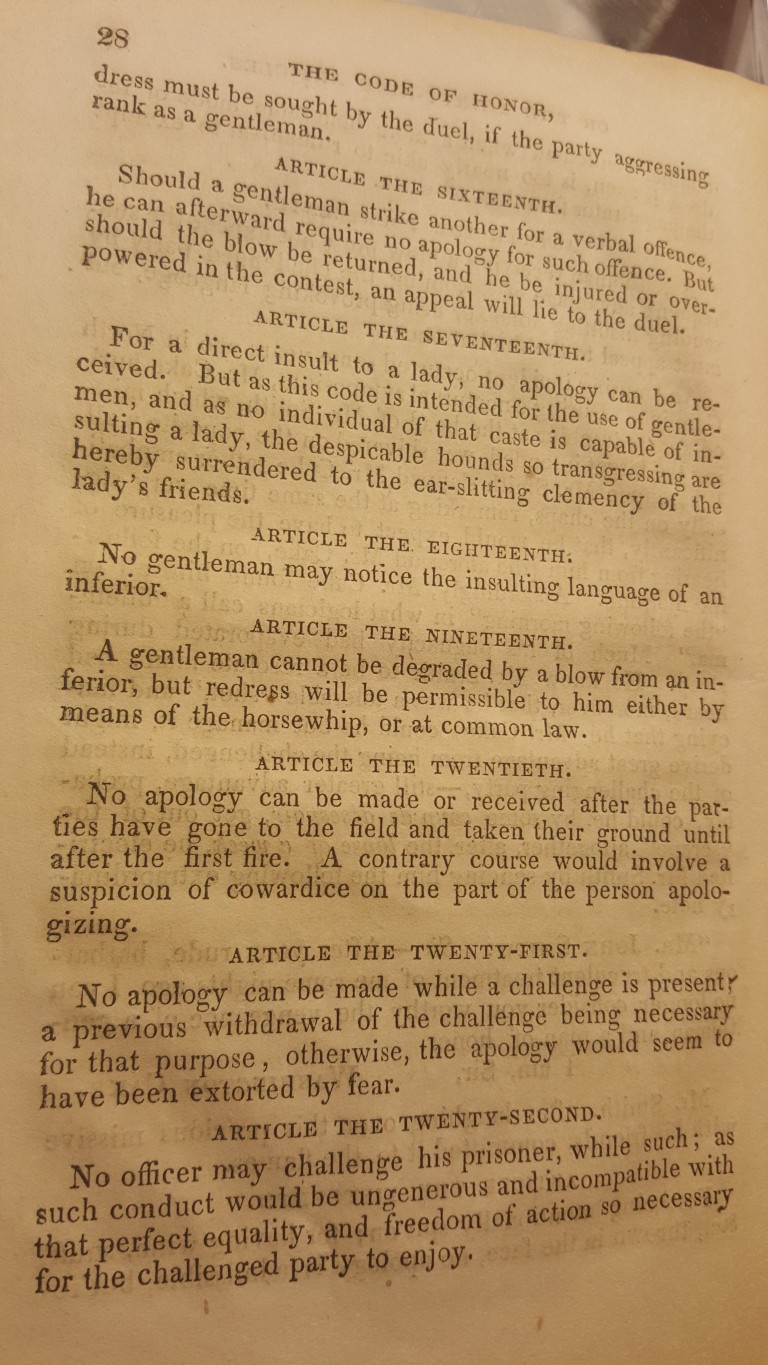 28
THE CODE OF HONOR,
dress must be sought by the duel, if the party aggressing
rank as a gentleman.
ARTICLE THE SIXTEENTH.
Should a gentleman strike another for a verbal offence,
he can afterward require no apology for such offence. But
should the blow be returned, and he be injured or over-
powered in the contest, an appeal will lie to the duel.
ARTICLE THE SEVENTEENTH.
For a direct insult to a lady, no apology can be re-
ceived. But as this code is intended for the use of gentle-
men, and as no individual of that caste is capable of in-
sulting a lady, the despicable hounds so transgressing are
hereby surrendered to the ear-slitting clemency of the
lady's friends.
ARTICLE THE EIGHTEENTH.
No gentleman may notice the insulting language of an
inferior.
ARTICLE THE NINETEENTH.
A gentleman cannot be degraded by a blow from an in-
ferior, but redress will be permissible to him either by
means of the horsewhip, or at common law.
ARTICLE THE TWENTIETH.
No apology can be made or received after the par-
ties have gone to the field and taken their ground until
after the first fire. A contrary course would involve a
suspicion of cowardice on the part of the person apolo-
gizing.
ARTICLE THE TWENTY-FIRST.
No apology can be made while a challenge is present;
a previous withdrawal of the challenge being necessary
for that purpose, otherwise, the apology would seem to
have been extorted by fear.
ARTICLE THE TWENTY-SECOND.
No officer may challenge his prisoner, while such; as
such conduct would be ungenerous and incompatible with
that perfect equality, and freedom of action so necessary
for the challenged party to enjoy.